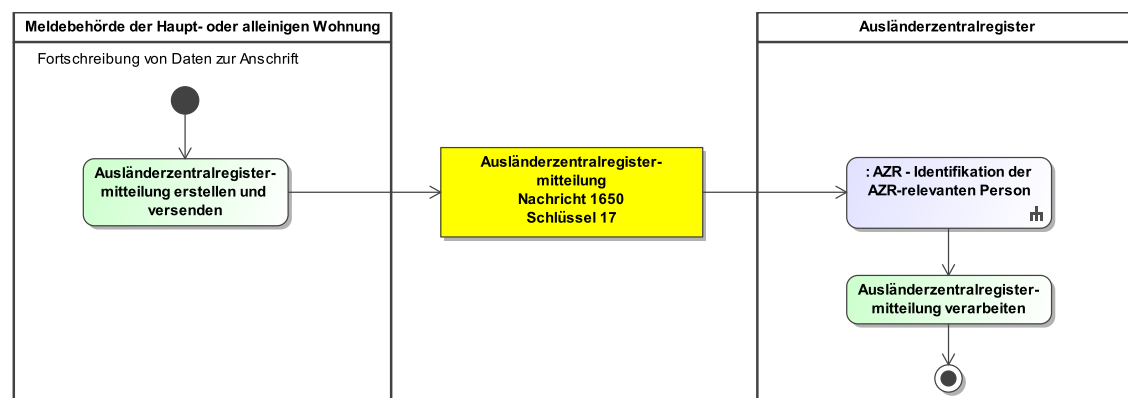 Meldebehörde der Haupt- oder alleinigen Wohnung
Fortschreibung von Daten zur Anschrift
Ausländerzentralregister-
mitteilung erstellen und
versenden
Ausländerzentralregister-
mitteilung
Nachricht 1650
Schlüssel 17
Ausländerzentralregister
: AZR - Identifikation der
AZR-relevanten Person
Ausländerzentralregister-
mitteilung verarbeiten